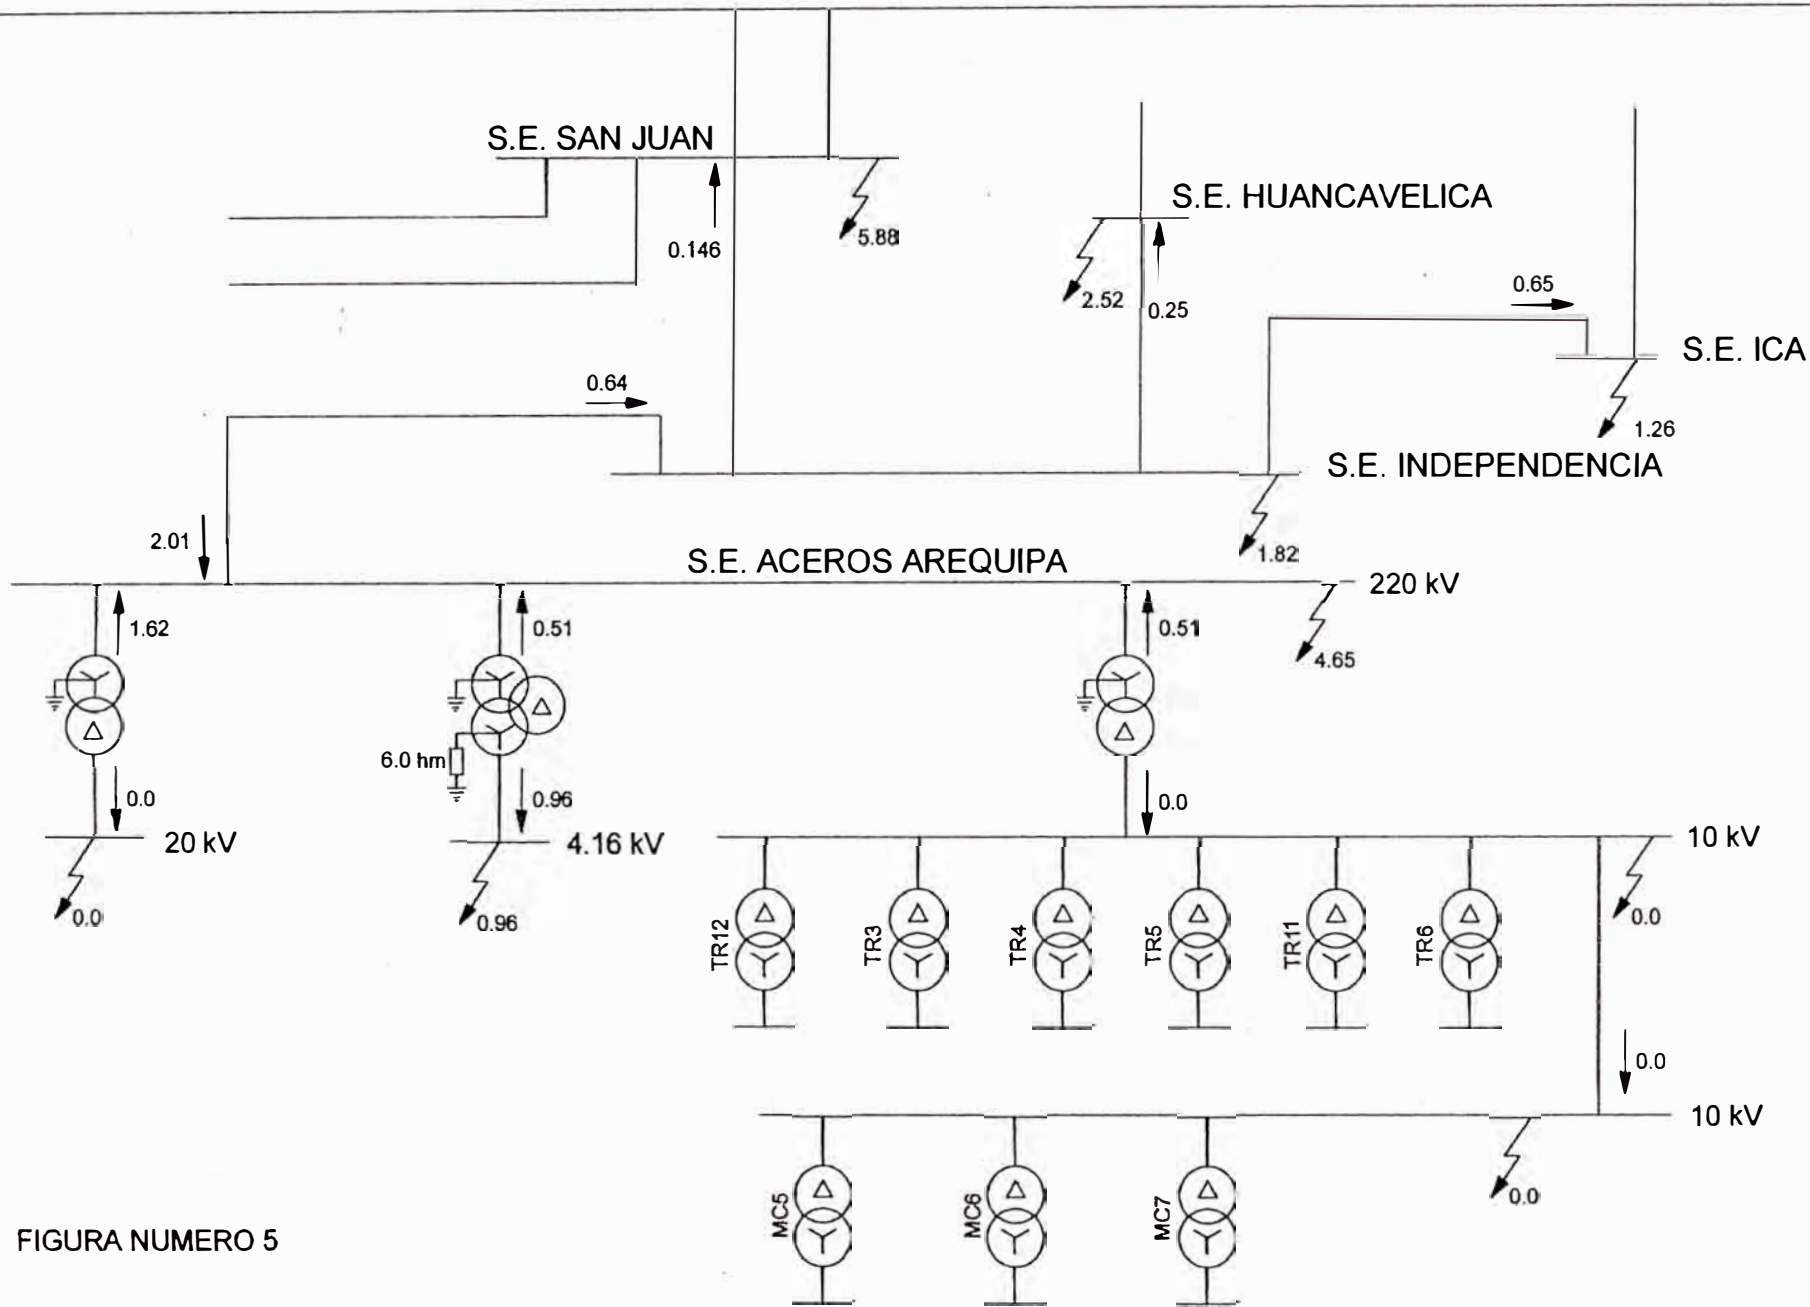 S.E. SAN JUAN
0.146
5.88
S.E. HUANCAVELICA
2.52
0.25
0.65
S.E. ICA
1.26
0.64
S.E. INDEPENDENCIA
1.82
2.01
S.E. ACEROS AREQUIPA
220 kV
4.65
1.62
0.51
0.51
6.0 hm
0.0
0.96
0.0
20 kV
4.16 kV
10 kV
0.0
0.96
0.0
TR12
TR3
TR4
TR5
TR11
TR6
0.0
10 kV
0.0
MC5
MC6
MC7
FIGURA NUMERO 5